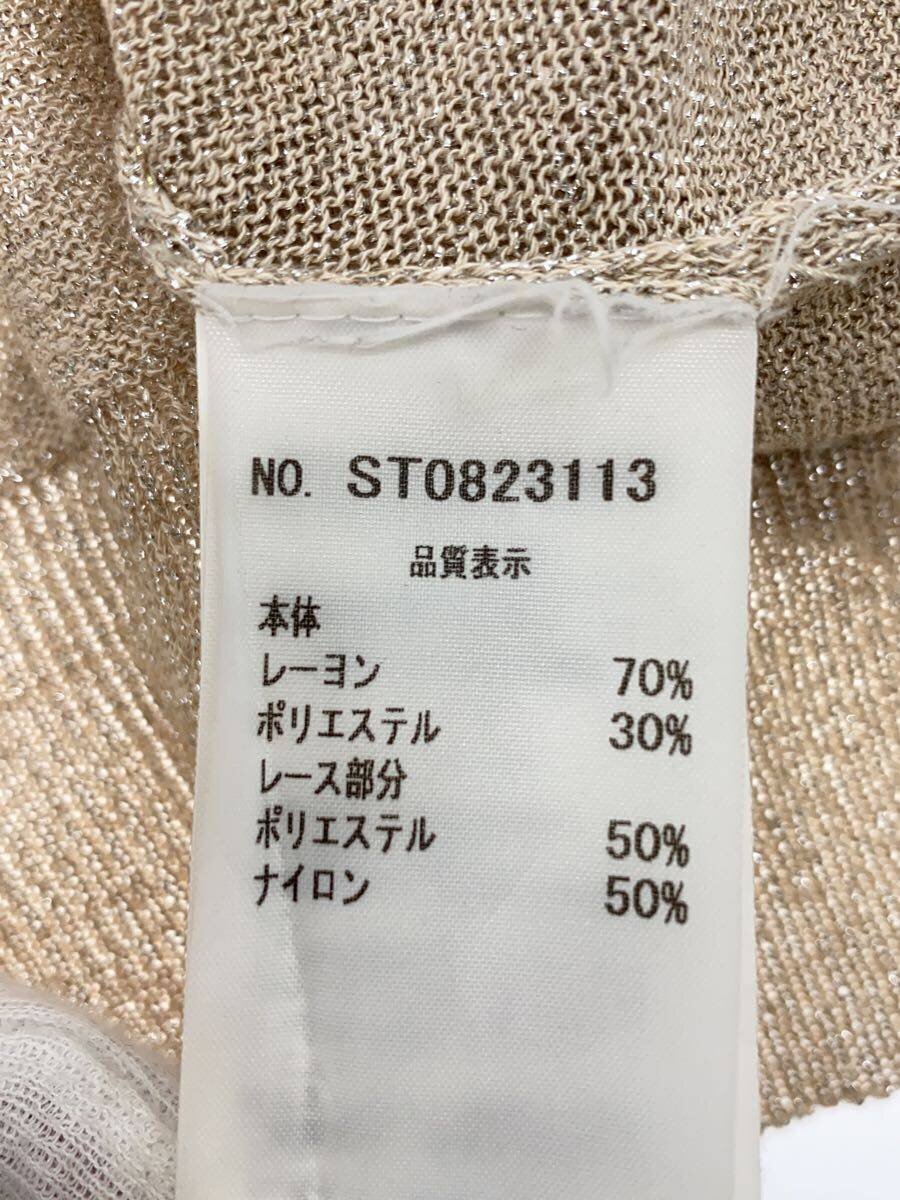 NO. ST0823113
品質表示
本体
レーヨン 70%
ポリエステル 30%
レース部分
ポリエステル 50%
ナイロン 50%